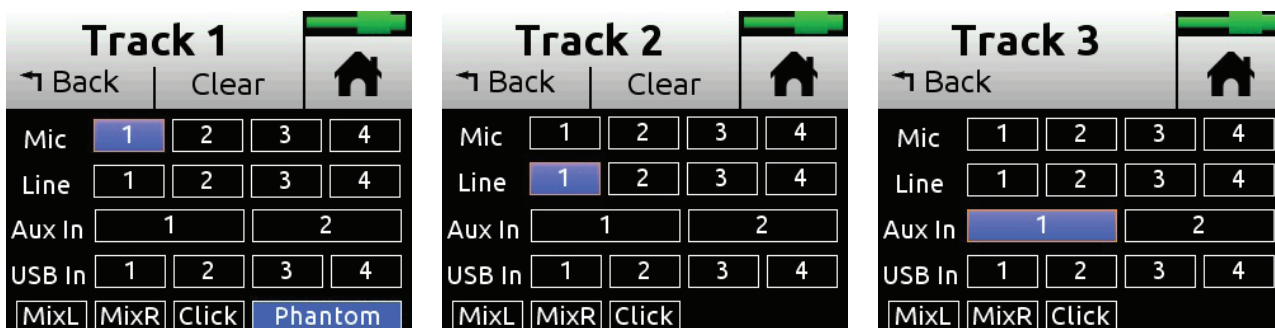 Track 1
Back Clear
Mic 1 2 3 4
Line 1 2 3 4
Aux In 1 2
USB In 1 2 3 4
MixL MixR Click Phantom
Track 2
Back Clear
Mic 1 2 3 4
Line 1 2 3 4
Aux In 1 2
USB In 1 2 3 4
MixL MixR Click
Track 3
Back
Mic 1 2 3 4
Line 1 2 3 4
Aux In 1 2
USB In 1 2 3 4
MixL MixR Click